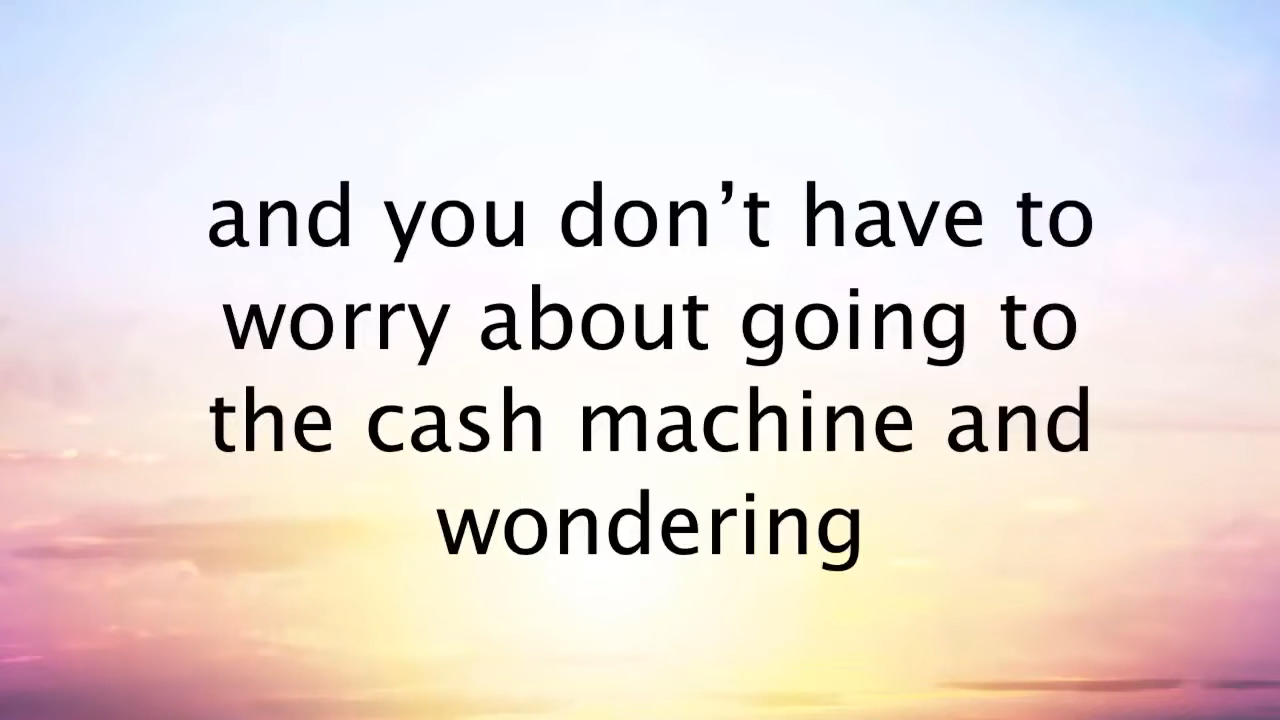 and you don’t have to
worry about going to
the cash machine and
wondering